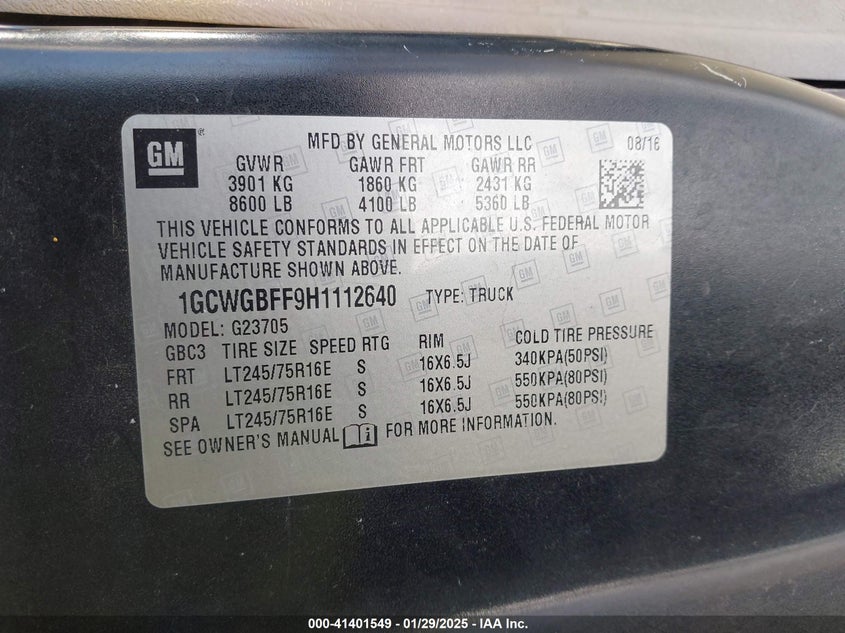 GM ®
MFD BY GENERAL MOTORS LLC 08/16
GVWR GAWR FRT GAWR RR
3901 KG 1860 KG 2431 KG
8600 LB 4100 LB 5360 LB
THIS VEHICLE CONFORMS TO ALL APPLICABLE U.S. FEDERAL MOTOR
VEHICLE SAFETY STANDARDS IN EFFECT ON THE DATE OF
MANUFACTURE SHOWN ABOVE.
1GCWGBFF9H1112640 TYPE: TRUCK
MODEL: G23705
GBC3 TIRE SIZE SPEED RTG RIM COLD TIRE PRESSURE
FRT LT245/75R16E S 16X6.5J 340KPA(50PSI)
RR LT245/75R16E S 16X6.5J 550KPA(80PSI)
SPA LT245/75R16E S 16X6.5J 550KPA(80PSI)
SEE OWNER'S MANUAL i FOR MORE INFORMATION.
000-41401549 - 01/29/2025 - IAA Inc.